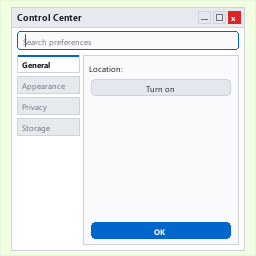 Control Center
Search preferences
General
Appearance
Privacy
Storage
Location:
Turn on
OK